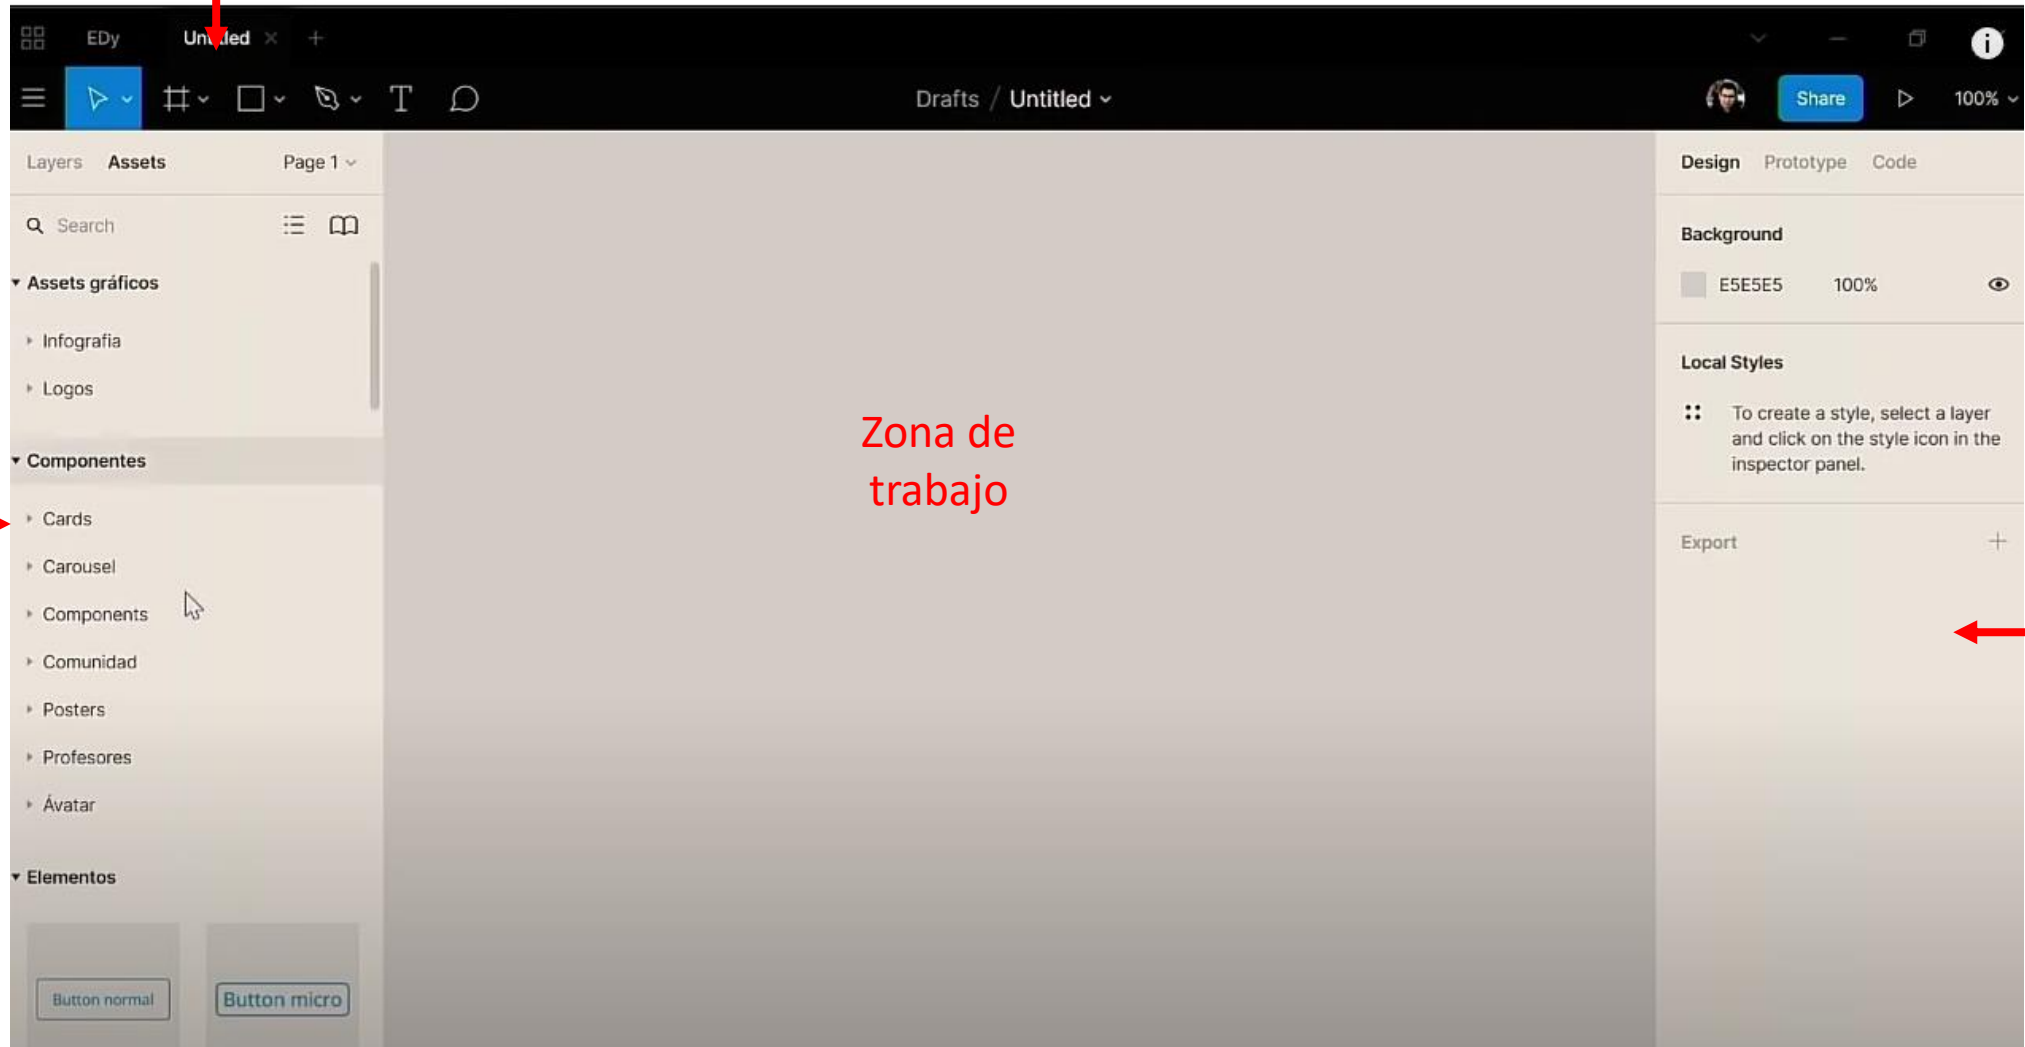 EDy
Untitled
Drafts / Untitled
Share
100%
Layers Assets Page 1
Search
Assets gráficos
Infografia
Logos
Componentes
Cards
Carousel
Components
Comunidad
Posters
Profesores
Ávatar
Elementos
Button normal
Button micro
Zona de
trabajo
Design Prototype Code
Background
E5E5E5 100%
Local Styles
To create a style, select a layer
and click on the style icon in the
inspector panel.
Export